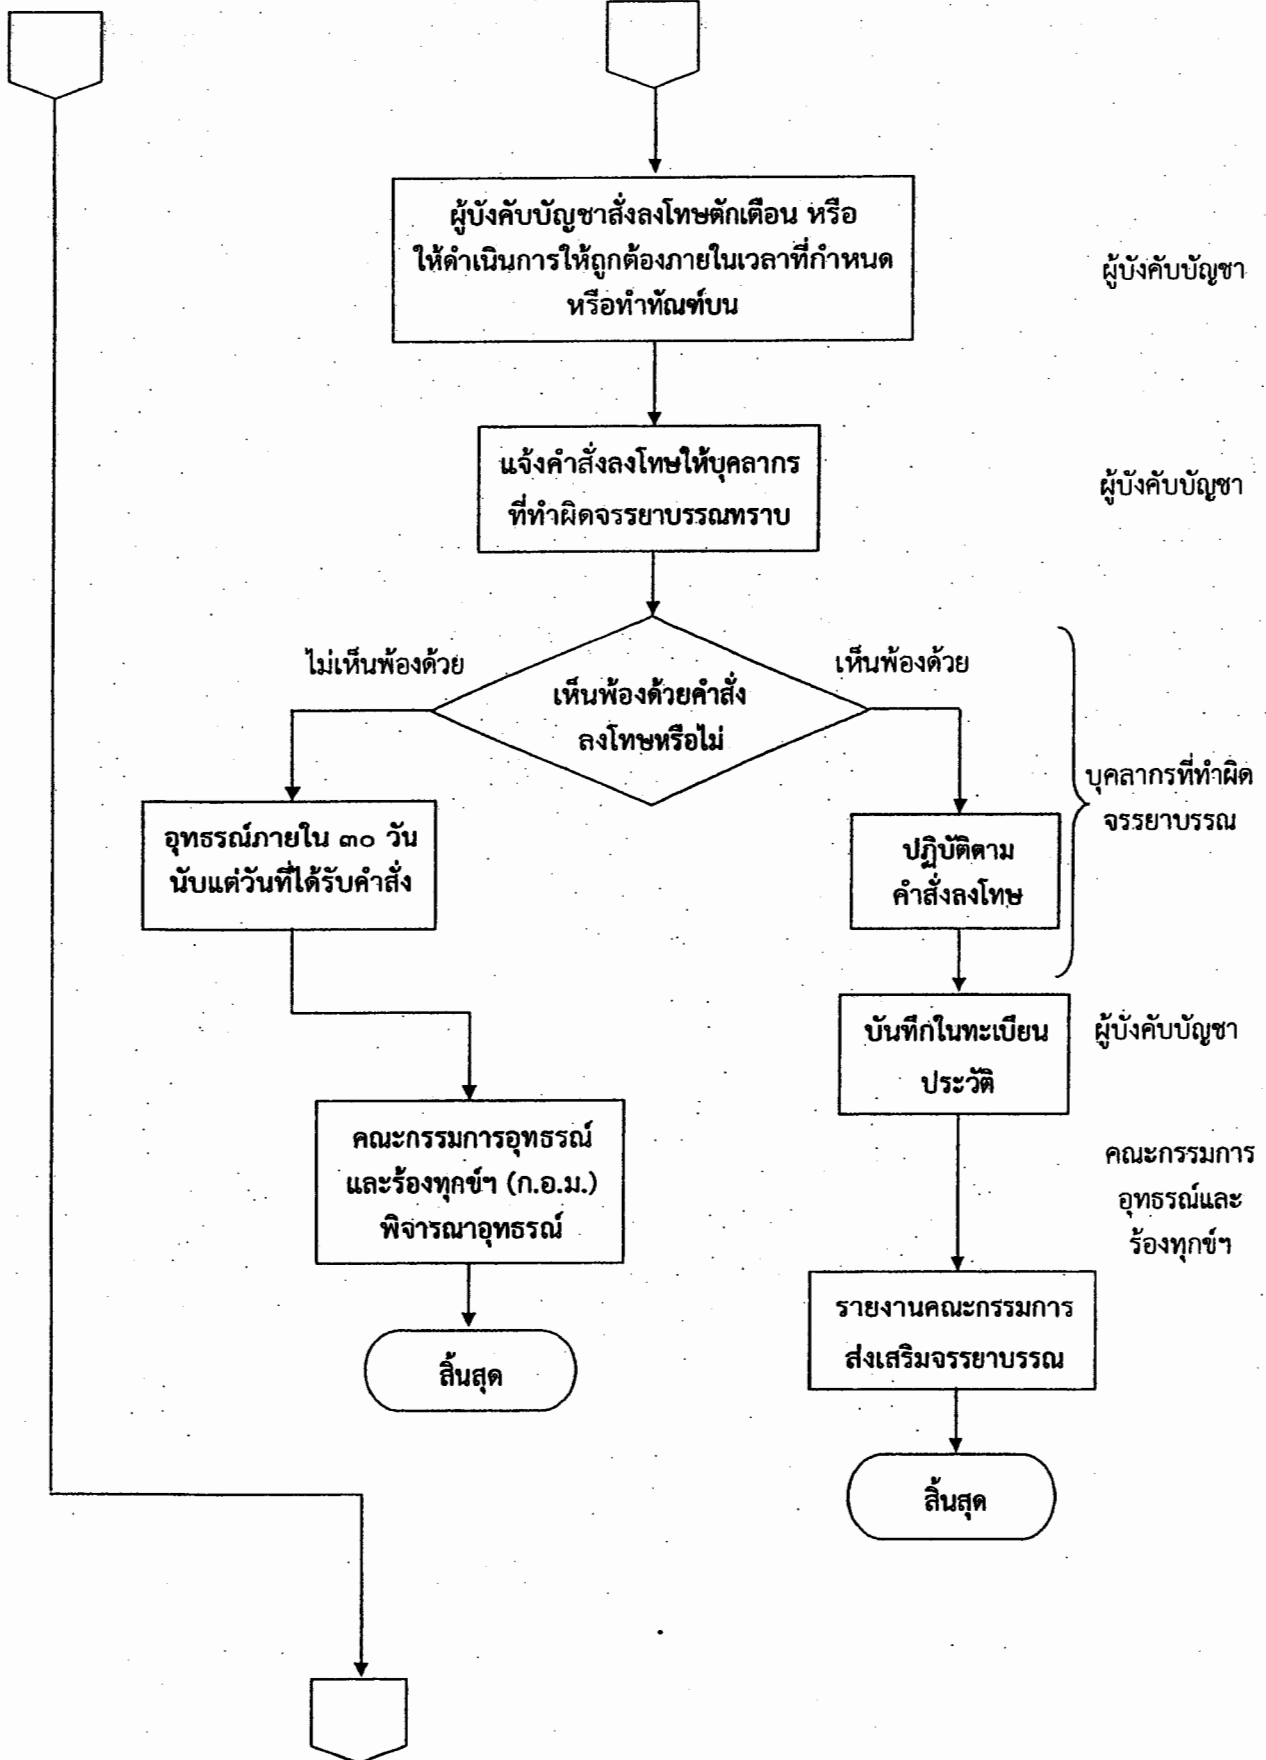 ผู้บังคับบัญชาสั่งลงโทษตักเตือน หรือ
ให้ดำเนินการให้ถูกต้องภายในเวลาที่กำหนด
หรือทำทัณฑ์บน
ผู้บังคับบัญชา
แจ้งคำสั่งลงโทษให้บุคลากร
ที่ทำผิดจรรยาบรรณทราบ
ผู้บังคับบัญชา
ไม่เห็นพ้องด้วย
เห็นพ้องด้วย
เห็นพ้องด้วยคำสั่ง
ลงโทษหรือไม่
บุคลากรที่ทำผิด
จรรยาบรรณ
อุทธรณ์ภายใน ๓๐ วัน
นับแต่วันที่ได้รับคำสั่ง
ปฏิบัติตาม
คำสั่งลงโทษ
บันทึกในทะเบียน
ประวัติ
ผู้บังคับบัญชา
คณะกรรมการอุทธรณ์
และร้องทุกข์ฯ (ก.อ.ม.)
พิจารณาอุทธรณ์
คณะกรรมการ
อุทธรณ์และ
ร้องทุกข์ฯ
รายงานคณะกรรมการ
ส่งเสริมจรรยาบรรณ
สิ้นสุด
สิ้นสุด